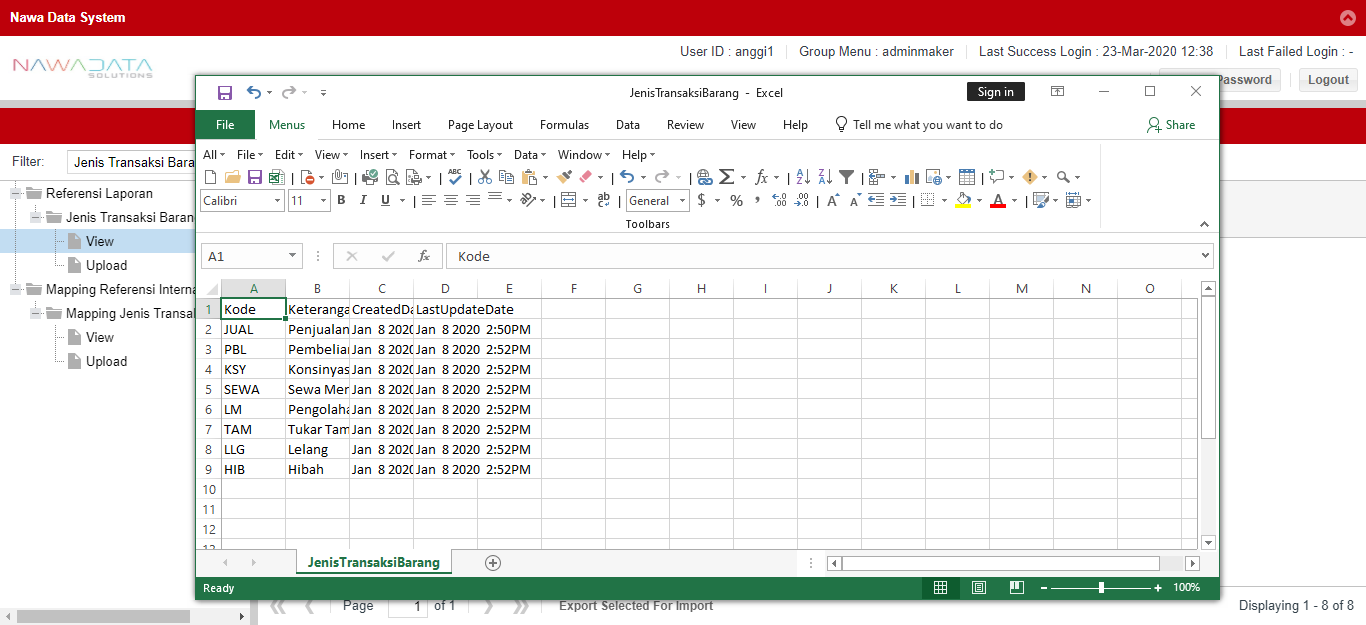 Nawa Data System
NAWADATA
SOLUTIONS
User ID : anggi1
Group Menu : adminmaker
Last Success Login : 23-Mar-2020 12:38
Last Failed Login : -
Password
Logout
Filter:
Jenis Transaksi Bara
Referensi Laporan
Jenis Transaksi Baran
View
Upload
Mapping Referensi Interna
Mapping Jenis Transal
View
Upload
JenisTransaksiBarang - Excel
Sign in
File Menus Home Insert Page Layout Formulas Data Review View Help Tell me what you want to do Share
All File Edit View Insert Format Tools Data Window Help
Calibri 11 B I U General $ % ,
Toolbars
A1 fx Kode
A B C D E F G H I J K L M N O
1 Kode Keteranga CreatedDa LastUpdateDate
2 JUAL Penjualan Jan 8 2020 Jan 8 2020 2:50PM
3 PBL Pembelian Jan 8 2020 Jan 8 2020 2:52PM
4 KSY Konsinyas Jan 8 2020 Jan 8 2020 2:52PM
5 SEWA Sewa Mer Jan 8 2020 Jan 8 2020 2:52PM
6 LM Pengolaha Jan 8 2020 Jan 8 2020 2:52PM
7 TAM Tukar Tam Jan 8 2020 Jan 8 2020 2:52PM
8 LLG Lelang Jan 8 2020 Jan 8 2020 2:52PM
9 HIB Hibah Jan 8 2020 Jan 8 2020 2:52PM
10
11
12
JenisTransaksiBarang
Ready
100%
Page 1 of 1
Export Selected For Import
Displaying 1 - 8 of 8